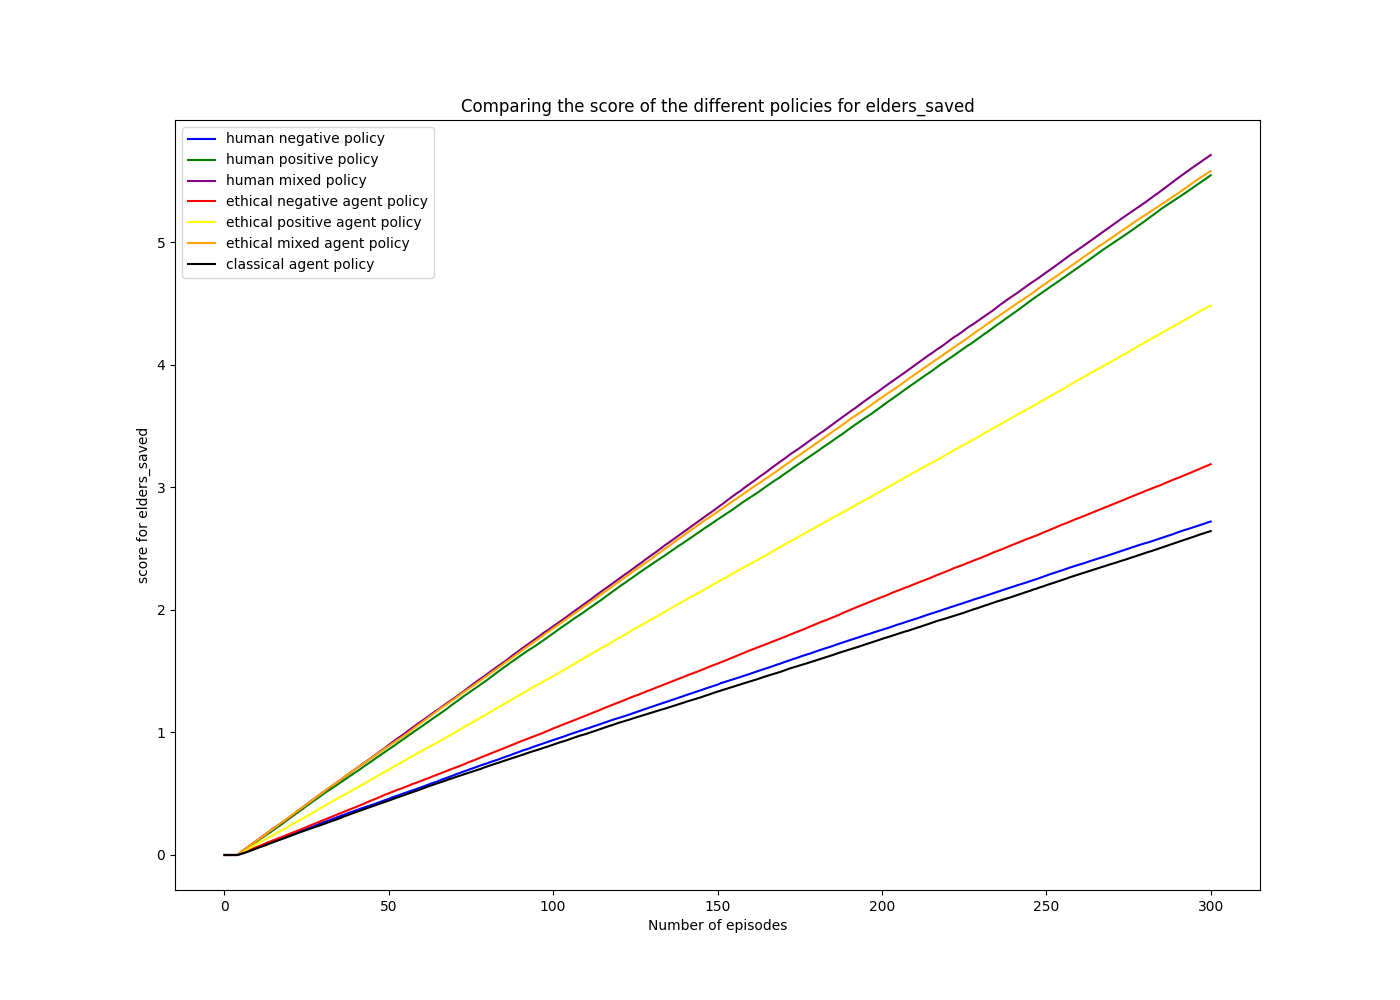 Comparing the score of the different policies for elders_saved
human negative policy
human positive policy
human mixed policy
ethical negative agent policy
ethical positive agent policy
ethical mixed agent policy
classical agent policy
score for elders_saved
5
4
3
2
1
0
0 50 100 150 200 250 300
Number of episodes